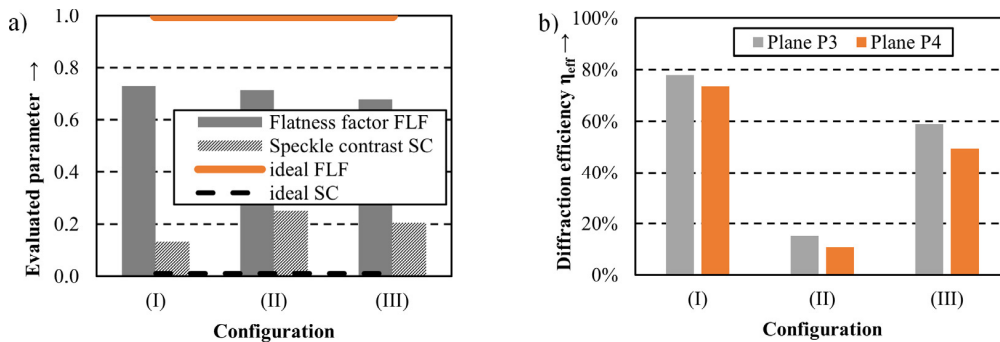 a)
Evaluated parameter →
1.0
0.8
0.6
0.4
0.2
0.0
Flatness factor FLF
Speckle contrast SC
ideal FLF
ideal SC
(I)
(II)
(III)
Configuration
b)
Diffraction efficiency ηeff →
100%
80%
60%
40%
20%
0%
Plane P3
Plane P4
(I)
(II)
(III)
Configuration